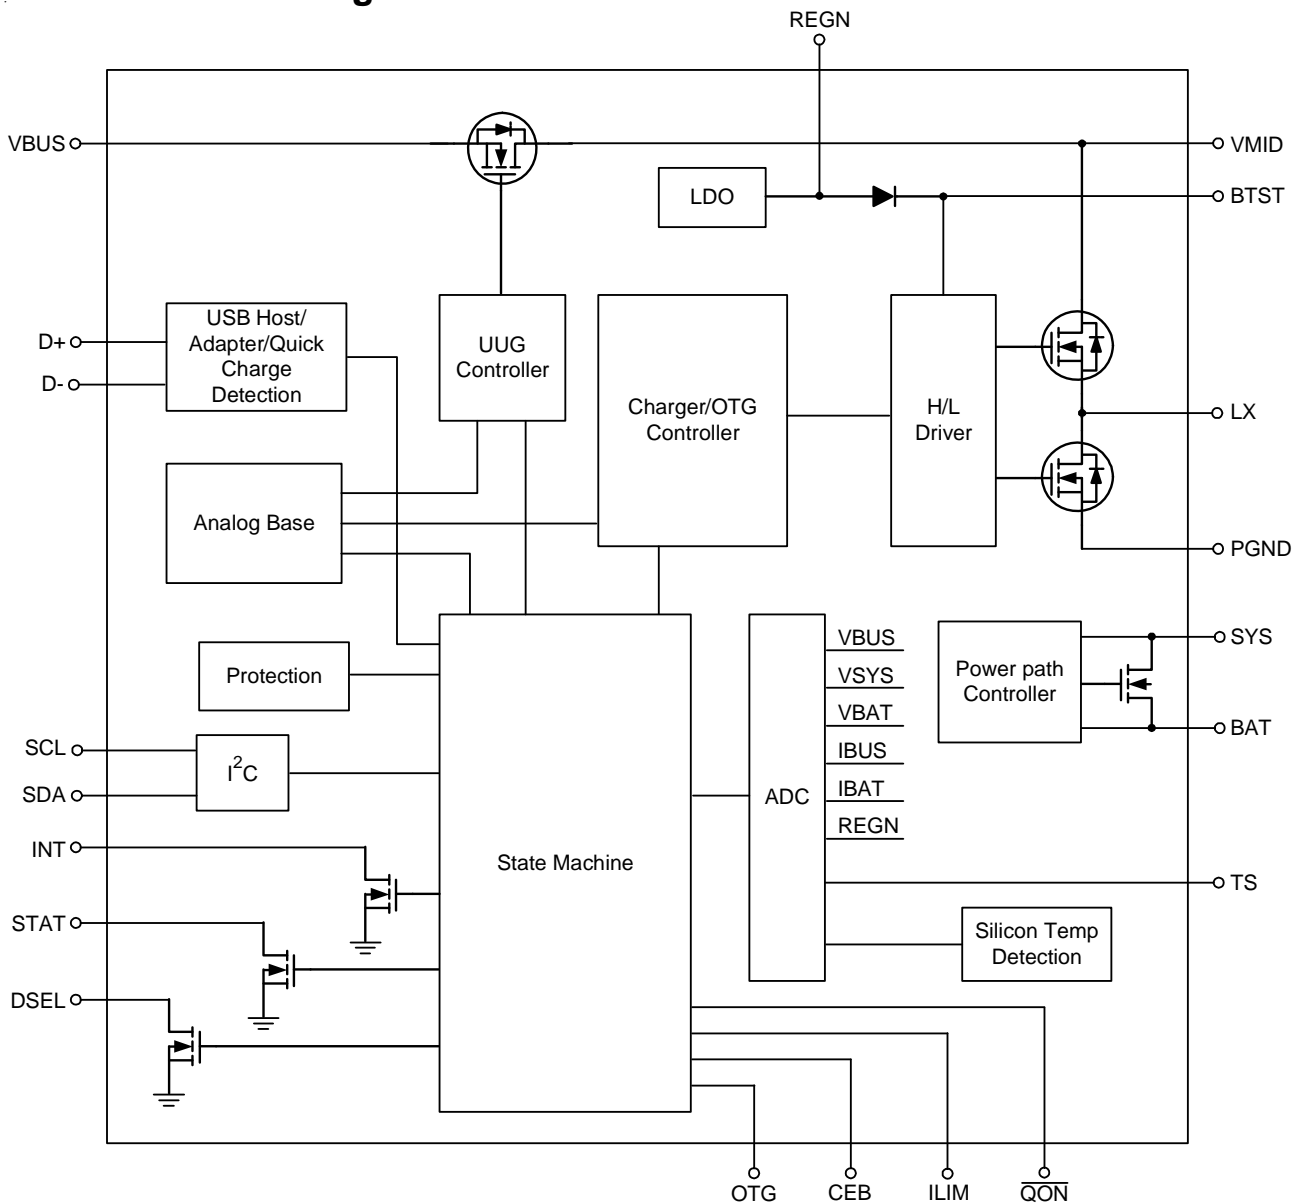 g
REGN
VBUS
VMID
LDO
BTST
USB Host/
Adapter/Quick
Charge
Detection
D+
D-
UUG
Controller
Charger/OTG
Controller
H/L
Driver
LX
Analog Base
PGND
VBUS
VSYS
VBAT
IBUS
IBAT
REGN
ADC
Power path
Controller
SYS
BAT
Protection
SCL
SDA
I²C
INT
STAT
DSEL
State Machine
TS
Silicon Temp
Detection
OTG
CEB
ILIM
Q̅O̅N̅